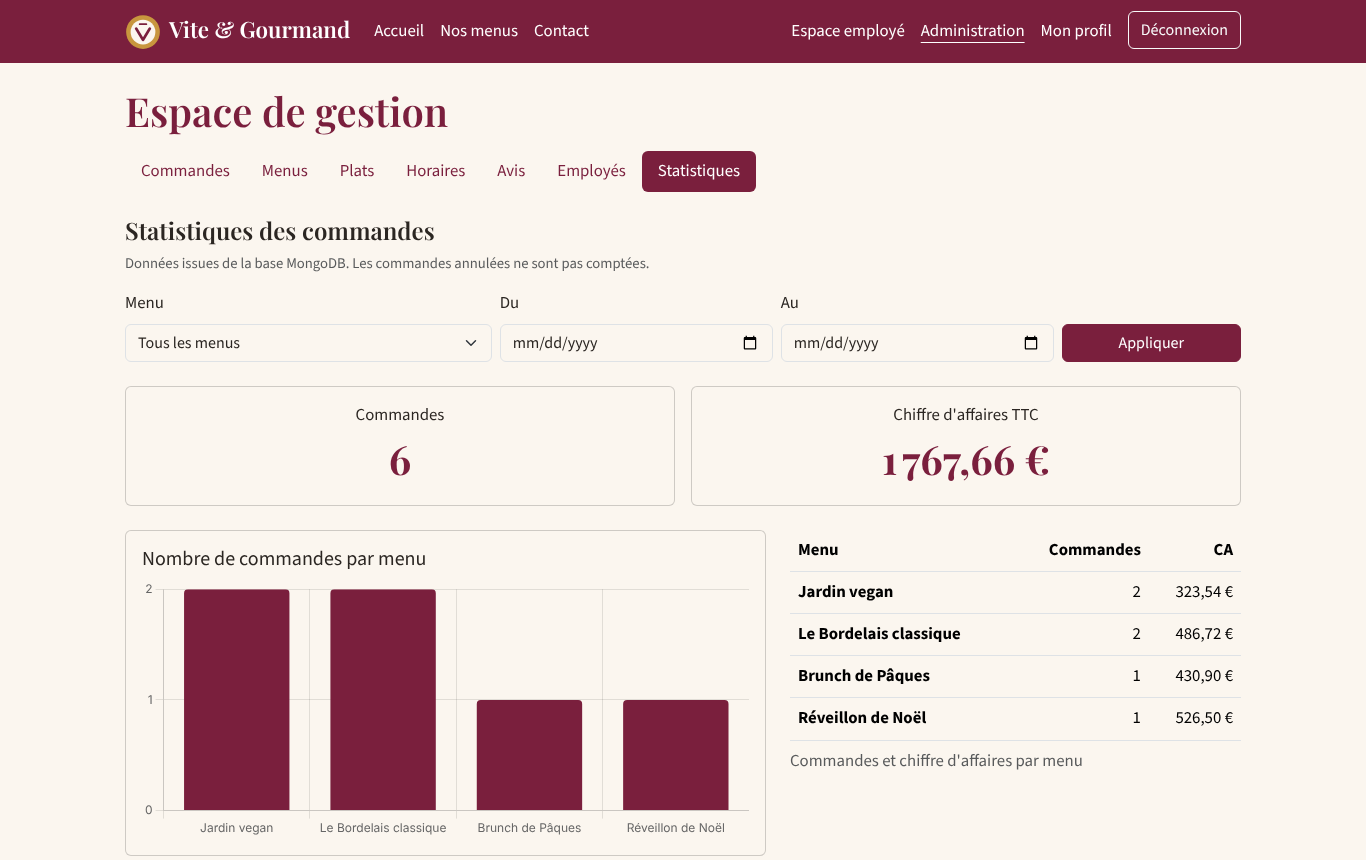 Vite & Gourmand Accueil Nos menus Contact Espace employé Administration Mon profil Déconnexion
Espace de gestion
Commandes Menus Plats Horaires Avis Employés Statistiques
Statistiques des commandes
Données issues de la base MongoDB. Les commandes annulées ne sont pas comptées.
Menu Du Au
Tous les menus mm/dd/yyyy mm/dd/yyyy Appliquer
Commandes
6
Chiffre d'affaires TTC
1 767,66 €
Nombre de commandes par menu
2
1
0
Jardin vegan Le Bordelais classique Brunch de Pâques Réveillon de Noël
Menu Commandes CA
Jardin vegan 2 323,54 €
Le Bordelais classique 2 486,72 €
Brunch de Pâques 1 430,90 €
Réveillon de Noël 1 526,50 €
Commandes et chiffre d'affaires par menu